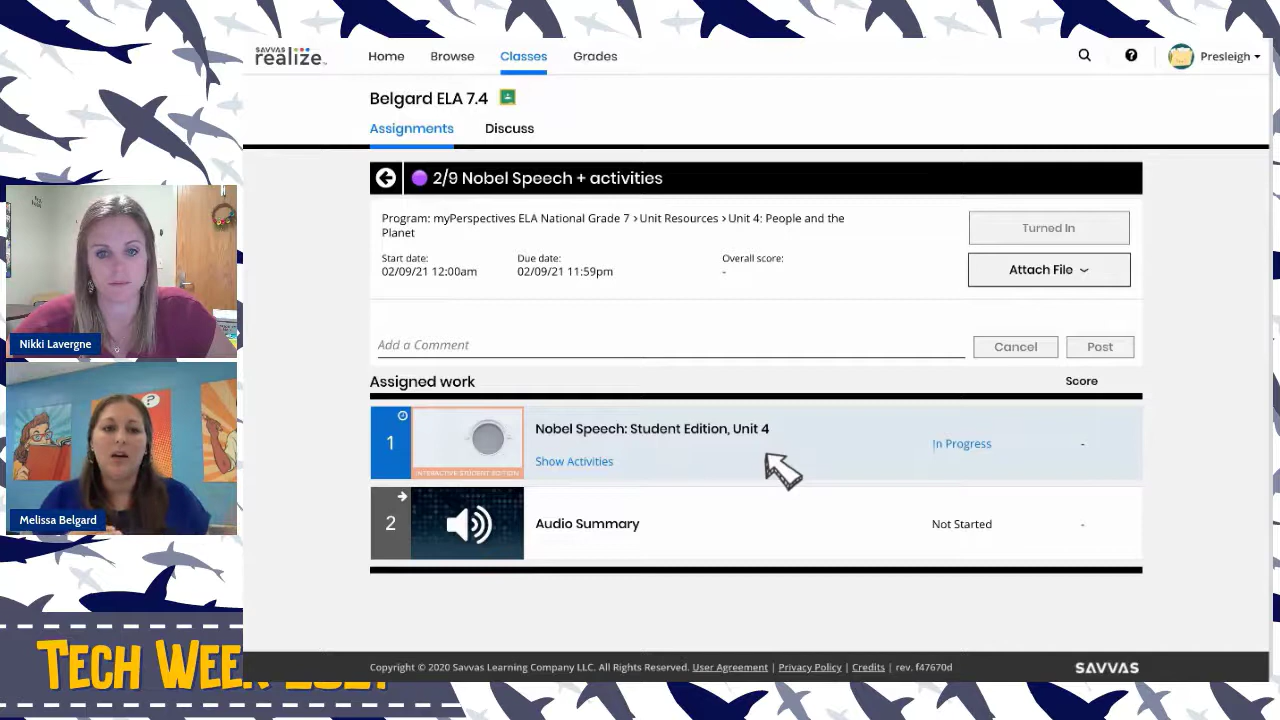 SAVVAS
realize™
Home
Browse
Classes
Grades
Presleigh
Belgard ELA 7.4
Assignments
Discuss
2/9 Nobel Speech + activities
Program: myPerspectives ELA National Grade 7 › Unit Resources › Unit 4: People and the
Planet
Turned In
Start date:
02/09/21 12:00am
Due date:
02/09/21 11:59pm
Overall score:
-
Attach File
Add a Comment
Cancel
Post
Assigned work
Score
1
INTERACTIVE STUDENT EDITION
Nobel Speech: Student Edition, Unit 4
Show Activities
In Progress
-
2
Audio Summary
Not Started
-
Nikki Lavergne
Melissa Belgard
Copyright © 2020 Savvas Learning Company LLC. All Rights Reserved. User Agreement | Privacy Policy | Credits | rev. f47670d
SAVVAS
TECH WEE